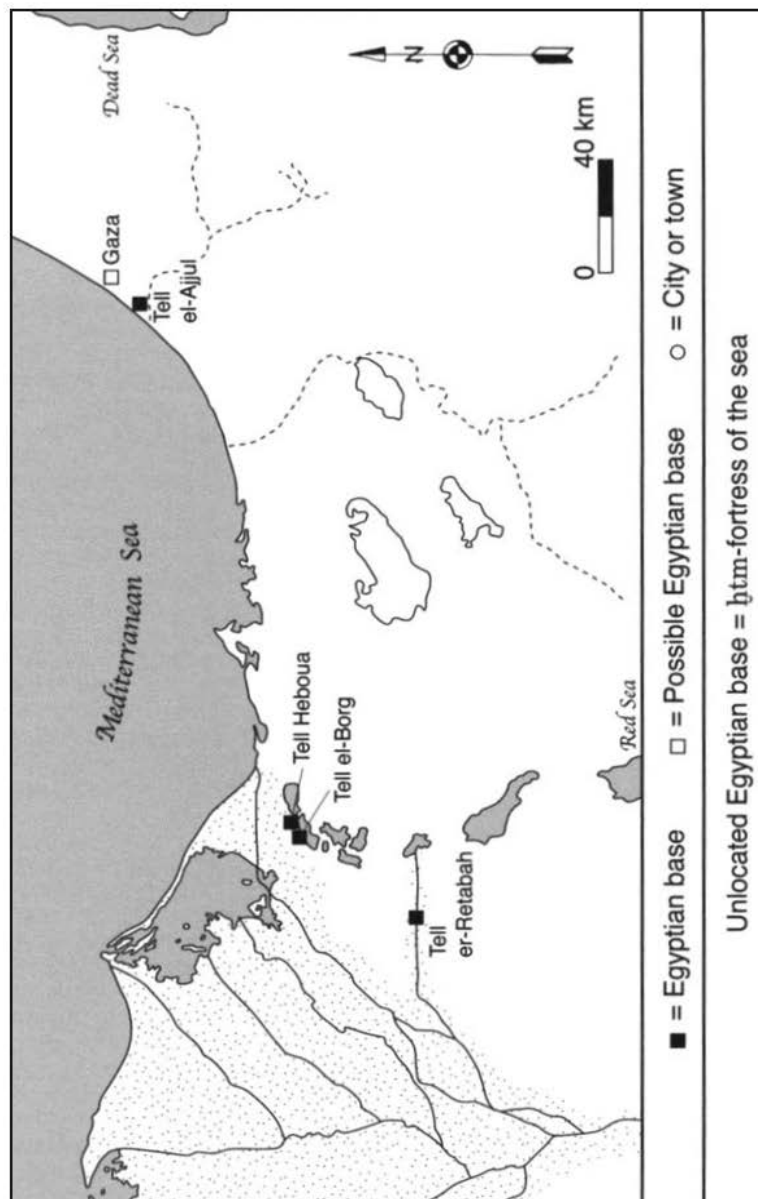 Dead Sea
Gaza
Tell
el-Ajjul
N
Mediterranean Sea
0 40 km
Tell Heboua
Tell el-Borg
Tell
er-Retabah
Red Sea
■ = Egyptian base □ = Possible Egyptian base ○ = City or town
Unlocated Egyptian base = ḫtm-fortress of the sea